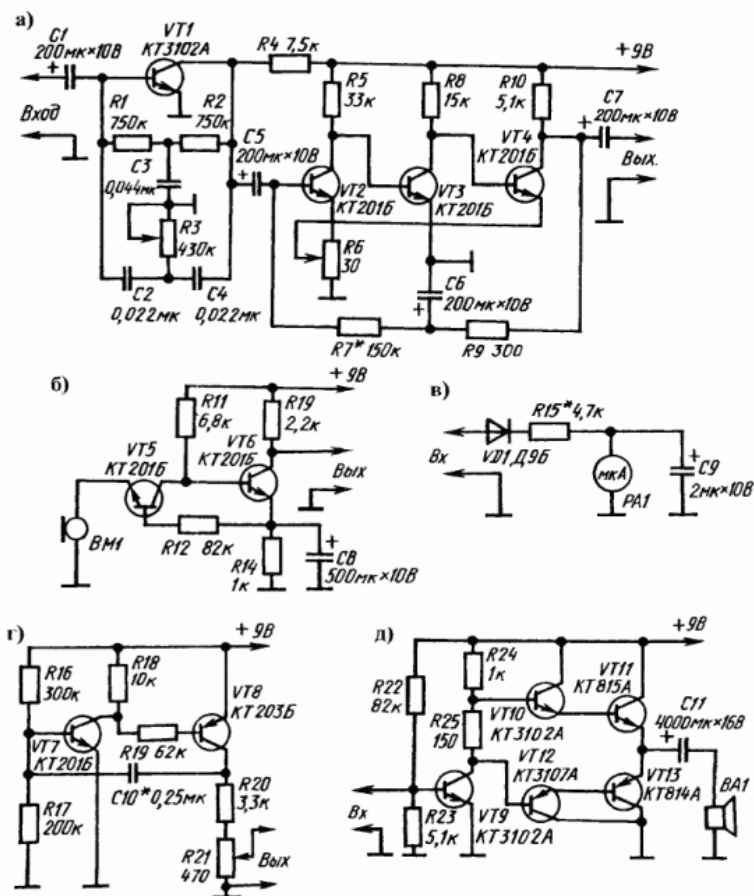 а)
C1
200мк×10В
VT1
КТ3102А
R4 7,5к
+9В
Вход
R1
750к
R2
750к
C3
0,044мк
R3
430к
C2
0,022мк
C4
0,022мк
C5
200мк×10В
R5
33к
R8
15к
R10
5,1к
C7
200мк×10В
VT2
КТ201Б
VT3
КТ201Б
VT4
КТ201Б
Вых.
R6
30
C6
200мк×10В
R7* 150к
R9 300
б)
+9В
R11
6,8к
R19
2,2к
VT5
КТ201Б
VT6
КТ201Б
Вых
BM1
R12 82к
R14
1к
C8
500мк×10В
в)
Вх
VD1 Д9Б
R15* 4,7к
мкА
PA1
C9
2мк×10В
г)
+9В
R16
300к
R18
10к
VT7
КТ201Б
VT8
КТ203Б
R19 62к
C10* 0,25мк
R17
200к
R20
3,3к
R21
470
Вых
д)
+9В
R22
82к
R24
1к
R25
150
VT10
КТ3102А
VT11
КТ815А
C11
4000мк×16В
VT12
КТ3107А
VT13
КТ814А
BA1
Вх
R23
5,1к
VT9
КТ3102А